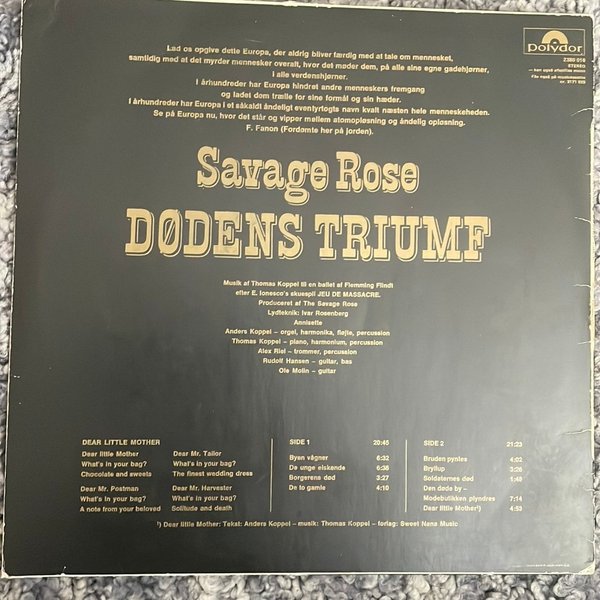 Lad os opgive dette Europa, der aldrig bliver færdig med at tale om mennesket,
samtidig med at det myrder mennesker overalt, hvor det møder dem, på alle sine egne gadehjørner,
i alle verdenshjørner.
I århundreder har Europa hindret andre menneskers fremgang
og ladet dom trælle for sine formål og sin hæder.
I århundreder har Europa i et såkaldt åndeligt eventyrtogts navn kvalt næsten hele menneskeheden.
Se på Europa nu, hvor det står og vipper mellem atomopløsning og åndelig opløsning.
F. Fanon (Fordømte her på jorden).
polydor
2380 016
STEREO
Savage Rose
DØDENS TRIUMF
Musik af Thomas Koppel til en ballet af Flemming Flindt
efter E. Ionesco's skuespil JEU DE MASSACRE.
Produceret af The Savage Rose
Lydteknik: Ivar Rosenberg
Annisette
Anders Koppel – orgel, harmonika, fløjte, percussion
Thomas Koppel – piano, harmonium, percussion
Alex Riel – trommer, percussion
Rudolf Hansen – guitar, bas
Ole Molin – guitar
DEAR LITTLE MOTHER
Dear little Mother
What's in your bag?
Chocolate and sweets
Dear Mr. Postman
What's in your bag?
A note from your beloved
Dear Mr. Tailor
What's in your bag?
The finest wedding dress
Dear Mr. Harvester
What's in your bag?
Solitude and death
SIDE 1 20:45
Byen vågner 6:32
De unge elskende 6:36
Borgerens død 3:27
De to gamle 4:10
SIDE 2 21:23
Bruden pyntes 4:02
Bryllup 3:26
Soldaternes død 1:48
Den døde by –
Modebutikken plyndres 7:14
Dear little Mother¹) 4:53
¹) Dear little Mother: Tekst: Anders Koppel – musik: Thomas Koppel – forlag: Sweet Nana Music